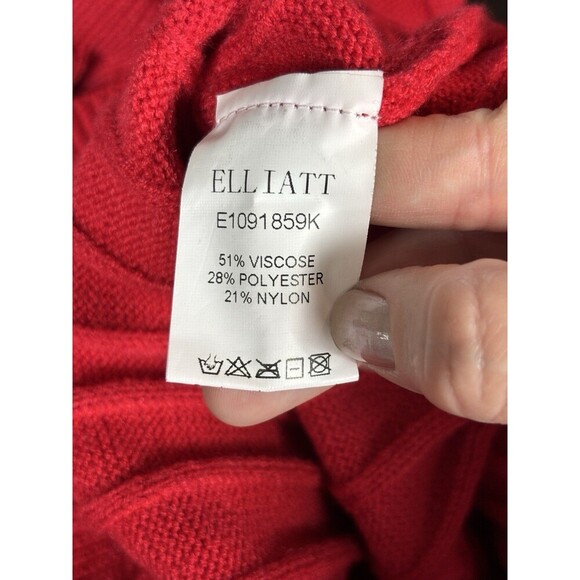 ELLIATT
E1091859K
51% VISCOSE
28% POLYESTER
21% NYLON